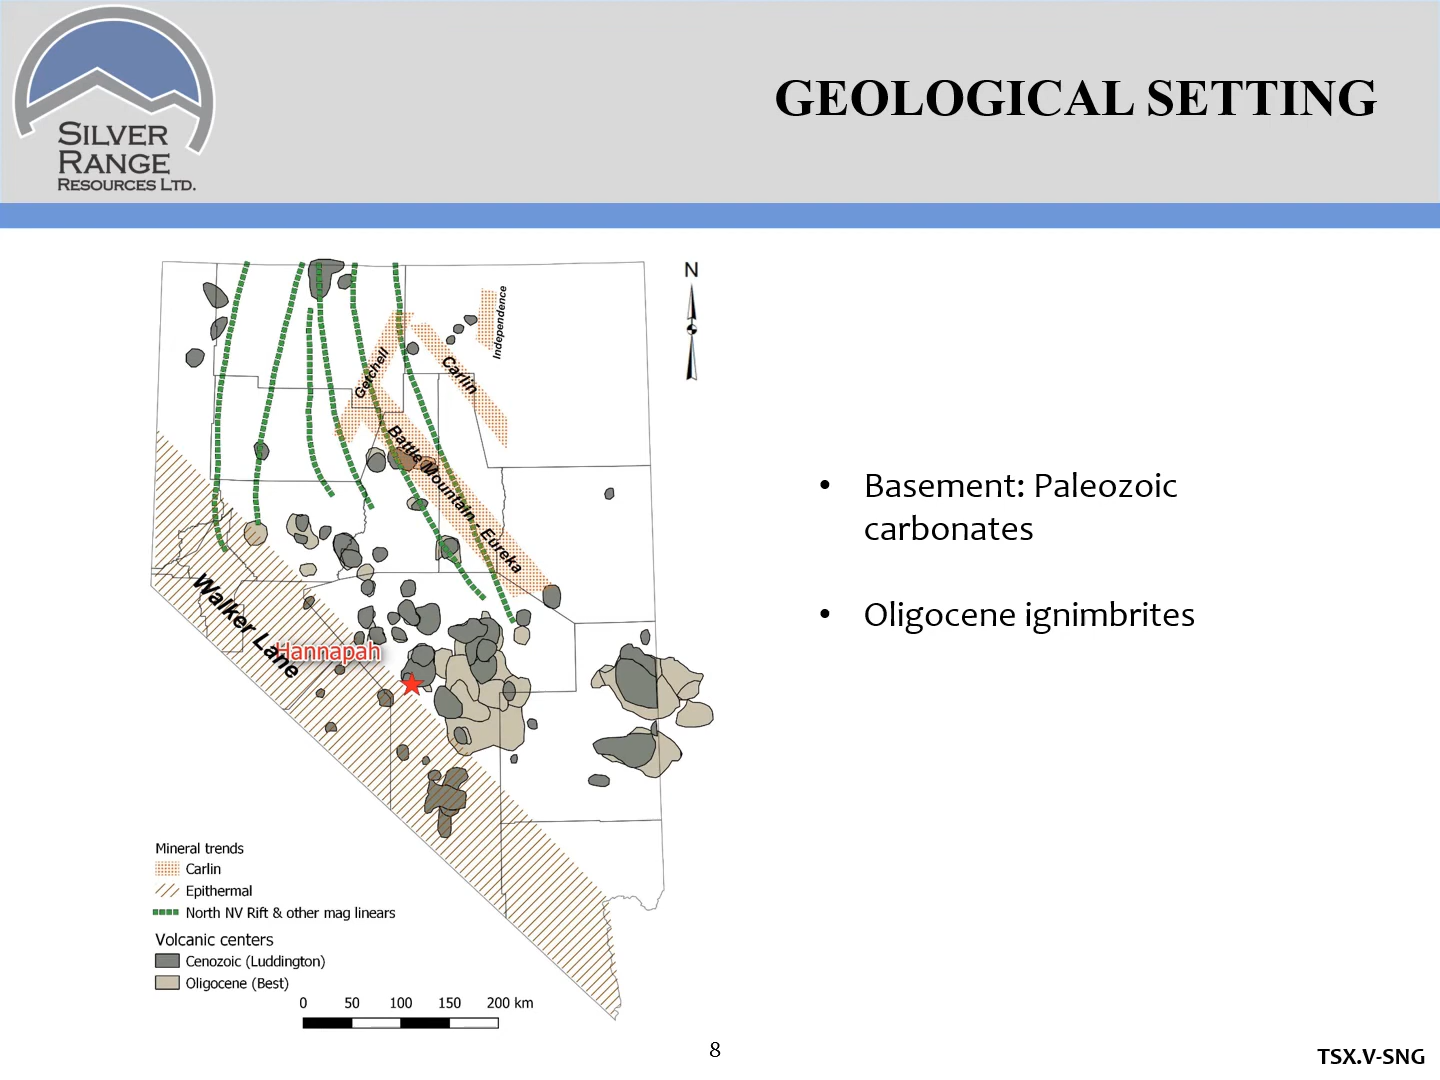 SILVER
RANGE
RESOURCES LTD.
GEOLOGICAL SETTING
N
Independence
Getchell
Carlin
Battle Mountain - Eureka
Walker Lane
Hannapah
Mineral trends
Carlin
Epithermal
North NV Rift & other mag linears
Volcanic centers
Cenozoic (Luddington)
Oligocene (Best)
0 50 100 150 200 km
• Basement: Paleozoic
carbonates
• Oligocene ignimbrites
8
TSX.V-SNG